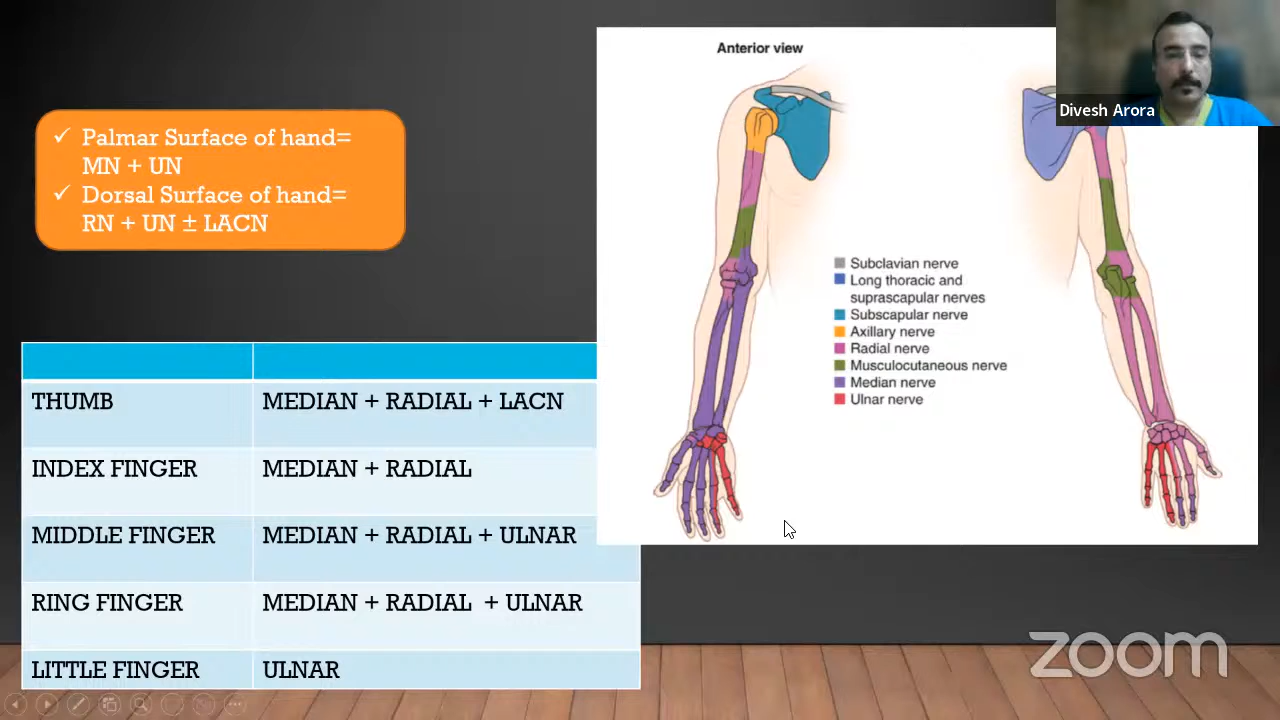 Anterior view
Divesh Arora
✓ Palmar Surface of hand=
MN + UN
✓ Dorsal Surface of hand=
RN + UN ± LACN
Subclavian nerve
Long thoracic and
suprascapular nerves
Subscapular nerve
Axillary nerve
Radial nerve
Musculocutaneous nerve
Median nerve
Ulnar nerve
THUMB MEDIAN + RADIAL + LACN
INDEX FINGER MEDIAN + RADIAL
MIDDLE FINGER MEDIAN + RADIAL + ULNAR
RING FINGER MEDIAN + RADIAL + ULNAR
LITTLE FINGER ULNAR
zoom